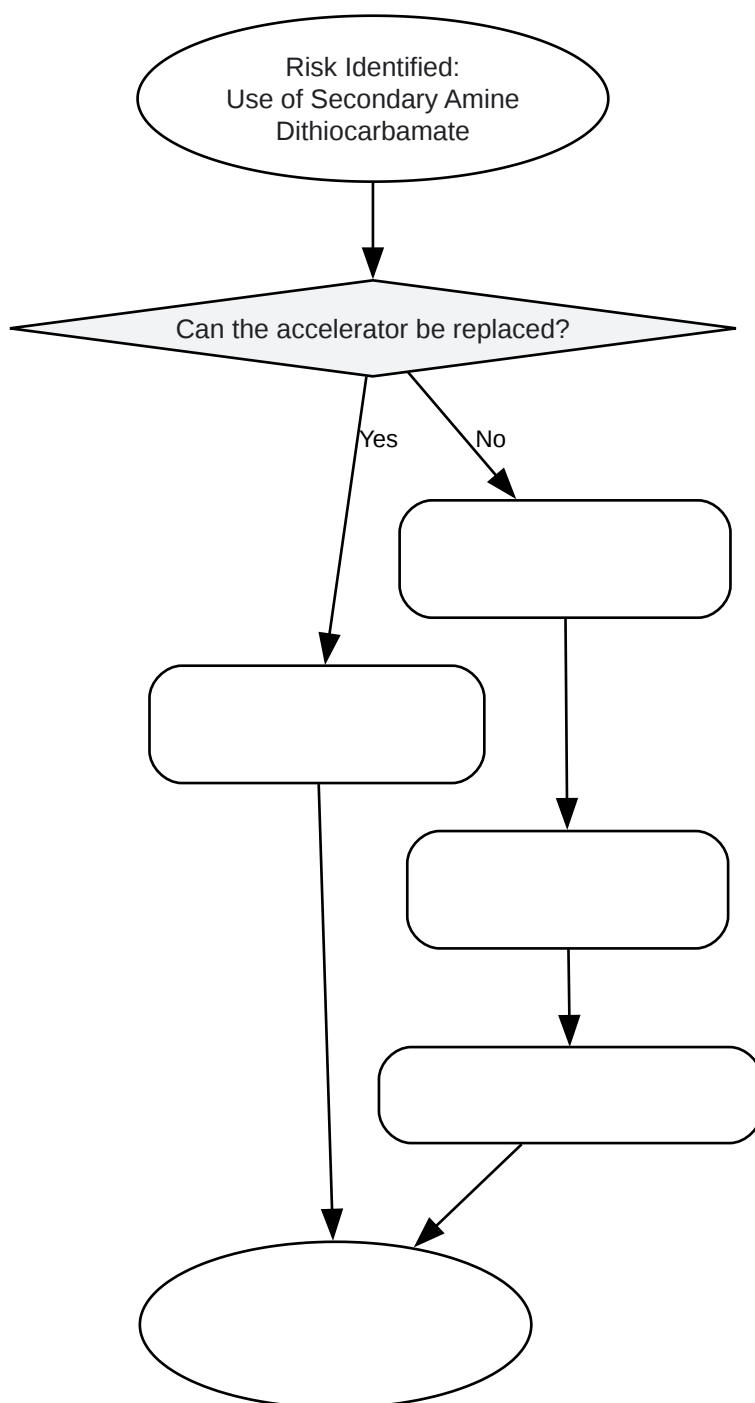 Risk Identified:
Use of Secondary Amine
Dithiocarbamate
Can the accelerator be replaced?
Yes
No